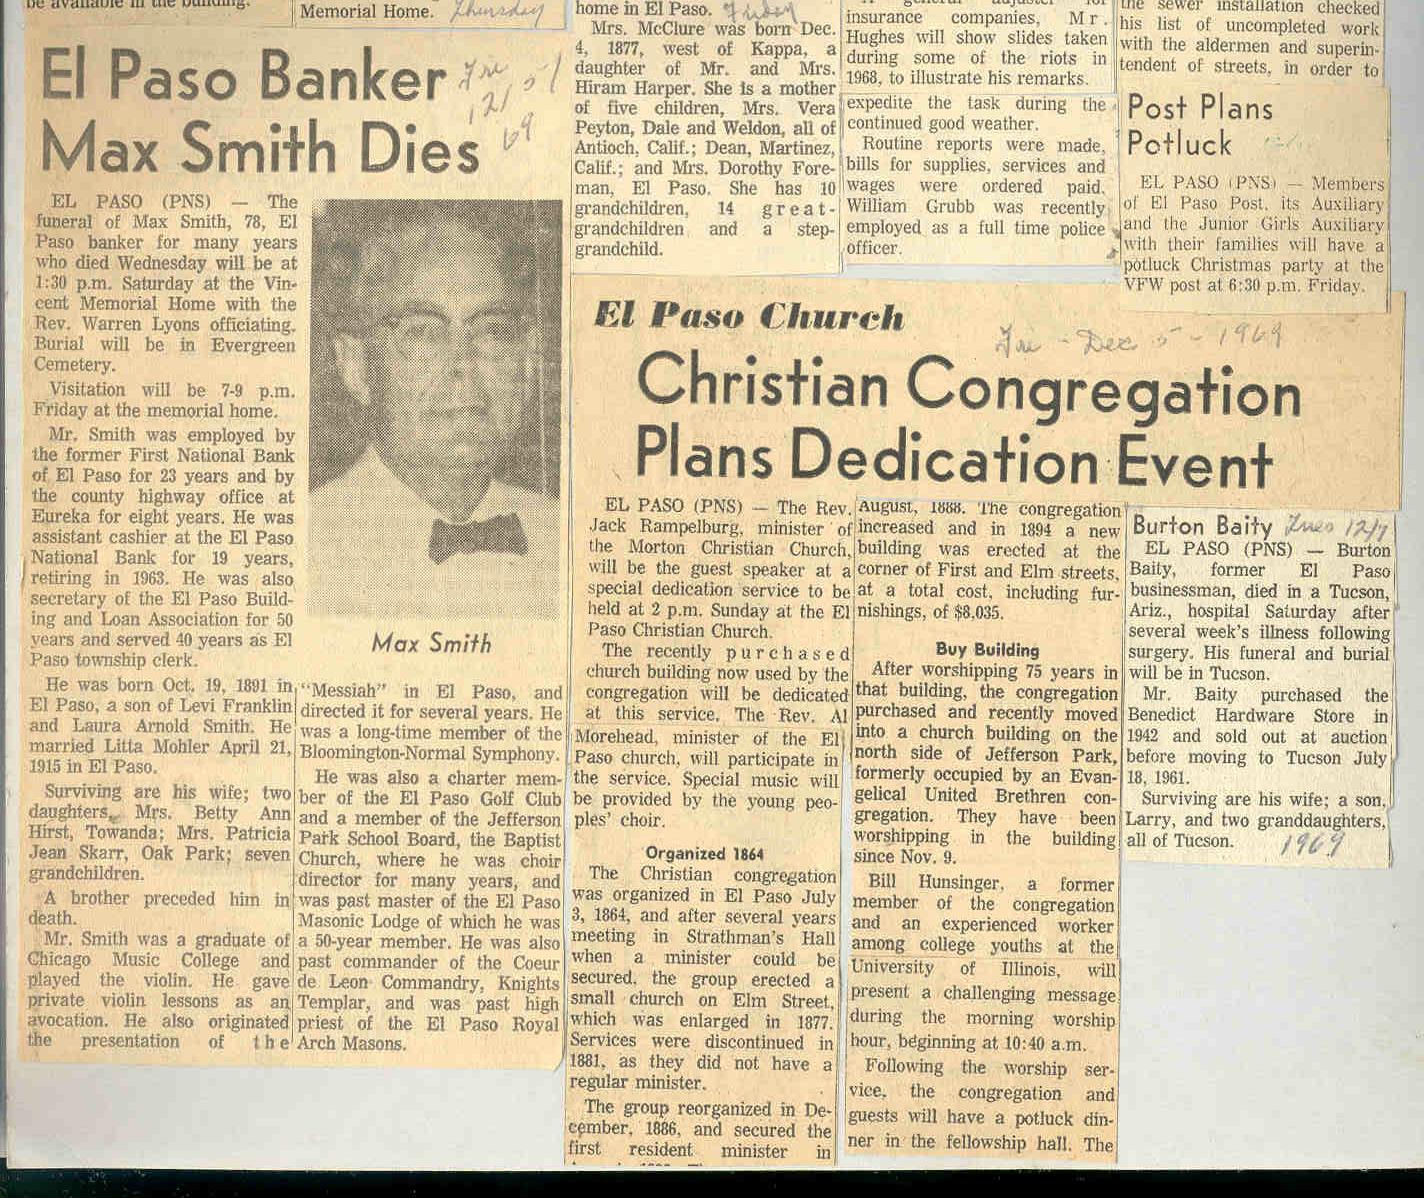 be available in the building.
Memorial Home. Thursday
El Paso Banker
Max Smith Dies
Fri
12/5/
69
EL PASO (PNS) — The
funeral of Max Smith, 78, El
Paso banker for many years
who died Wednesday will be at
1:30 p.m. Saturday at the Vin-
cent Memorial Home with the
Rev. Warren Lyons officiating.
Burial will be in Evergreen
Cemetery.
Visitation will be 7-9 p.m.
Friday at the memorial home.
Mr. Smith was employed by
the former First National Bank
of El Paso for 23 years and by
the county highway office at
Eureka for eight years. He was
assistant cashier at the El Paso
National Bank for 19 years,
retiring in 1963. He was also
secretary of the El Paso Build-
ing and Loan Association for 50
years and served 40 years as El
Paso township clerk.
He was born Oct. 19, 1891 in
El Paso, a son of Levi Franklin
and Laura Arnold Smith. He
married Litta Mohler April 21,
1915 in El Paso.
Surviving are his wife; two
daughters, Mrs. Betty Ann
Hirst, Towanda; Mrs. Patricia
Jean Skarr, Oak Park; seven
grandchildren.
A brother preceded him in
death.
Mr. Smith was a graduate of
Chicago Music College and
played the violin. He gave
private violin lessons as an
avocation. He also originated
the presentation of the
Max Smith
"Messiah" in El Paso, and
directed it for several years. He
was a long-time member of the
Bloomington-Normal Symphony.
He was also a charter mem-
ber of the El Paso Golf Club
and a member of the Jefferson
Park School Board, the Baptist
Church, where he was choir
director for many years, and
was past master of the El Paso
Masonic Lodge of which he was
a 50-year member. He was also
past commander of the Coeur
de Leon Commandry, Knights
Templar, and was past high
priest of the El Paso Royal
Arch Masons.
home in El Paso. Friday
Mrs. McClure was born Dec.
4, 1877, west of Kappa, a
daughter of Mr. and Mrs.
Hiram Harper. She is a mother
of five children, Mrs. Vera
Peyton, Dale and Weldon, all of
Antioch, Calif.; Dean, Martinez,
Calif.; and Mrs. Dorothy Fore-
man, El Paso. She has 10
grandchildren, 14 great-
grandchildren and a step-
grandchild.
A general adjuster for
insurance companies, Mr.
Hughes will show slides taken
during some of the riots in
1968, to illustrate his remarks.
expedite the task during the
continued good weather.
Routine reports were made,
bills for supplies, services and
wages were ordered paid.
William Grubb was recently
employed as a full time police
officer.
the sewer installation checked
his list of uncompleted work
with the aldermen and superin-
tendent of streets, in order to
Post Plans
Potluck
EL PASO (PNS) — Members
of El Paso Post, its Auxiliary
and the Junior Girls Auxiliary
with their families will have a
potluck Christmas party at the
VFW post at 6:30 p.m. Friday.
El Paso Church
Fri - Dec 5 - 1969
Christian Congregation
Plans Dedication Event
EL PASO (PNS) — The Rev.
Jack Rampelburg, minister of
the Morton Christian Church,
will be the guest speaker at a
special dedication service to be
held at 2 p.m. Sunday at the El
Paso Christian Church.
The recently purchased
church building now used by the
congregation will be dedicated
at this service. The Rev. Al
Morehead, minister of the El
Paso church, will participate in
the service. Special music will
be provided by the young peo-
ples' choir.
Organized 1864
The Christian congregation
was organized in El Paso July
3, 1864, and after several years
meeting in Strathman's Hall
when a minister could be
secured, the group erected a
small church on Elm Street,
which was enlarged in 1877.
Services were discontinued in
1881, as they did not have a
regular minister.
The group reorganized in De-
cember, 1886, and secured the
first resident minister in
August, 1888. The congregation
increased and in 1894 a new
building was erected at the
corner of First and Elm streets,
at a total cost, including fur-
nishings, of $8,035.
Buy Building
After worshipping 75 years in
that building, the congregation
purchased and recently moved
into a church building on the
north side of Jefferson Park,
formerly occupied by an Evan-
gelical United Brethren con-
gregation. They have been
worshipping in the building
since Nov. 9.
Bill Hunsinger, a former
member of the congregation
and an experienced worker
among college youths at the
University of Illinois, will
present a challenging message
during the morning worship
hour, beginning at 10:40 a.m.
Following the worship ser-
vice, the congregation and
guests will have a potluck din-
ner in the fellowship hall. The
Burton Baity Tues 12/9
EL PASO (PNS) — Burton
Baity, former El Paso
businessman, died in a Tucson,
Ariz., hospital Saturday after
several week's illness following
surgery. His funeral and burial
will be in Tucson.
Mr. Baity purchased the
Benedict Hardware Store in
1942 and sold out at auction
before moving to Tucson July
18, 1961.
Surviving are his wife; a son,
Larry, and two granddaughters,
all of Tucson. 1969